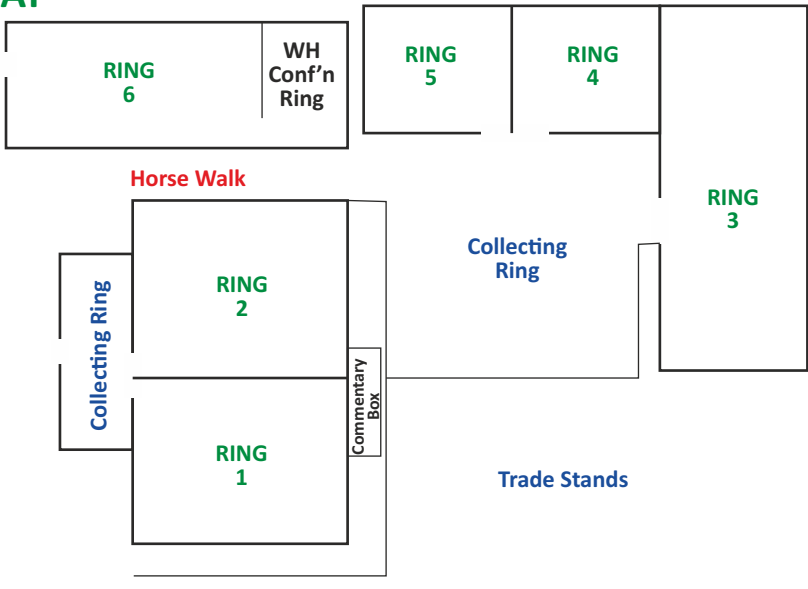 WH
Conf'n
Ring
RING
6
RING
5
RING
4
RING
3
Horse Walk
Collecting
Ring
RING
2
Collecting Ring
Commentary
Box
RING
1
Trade Stands